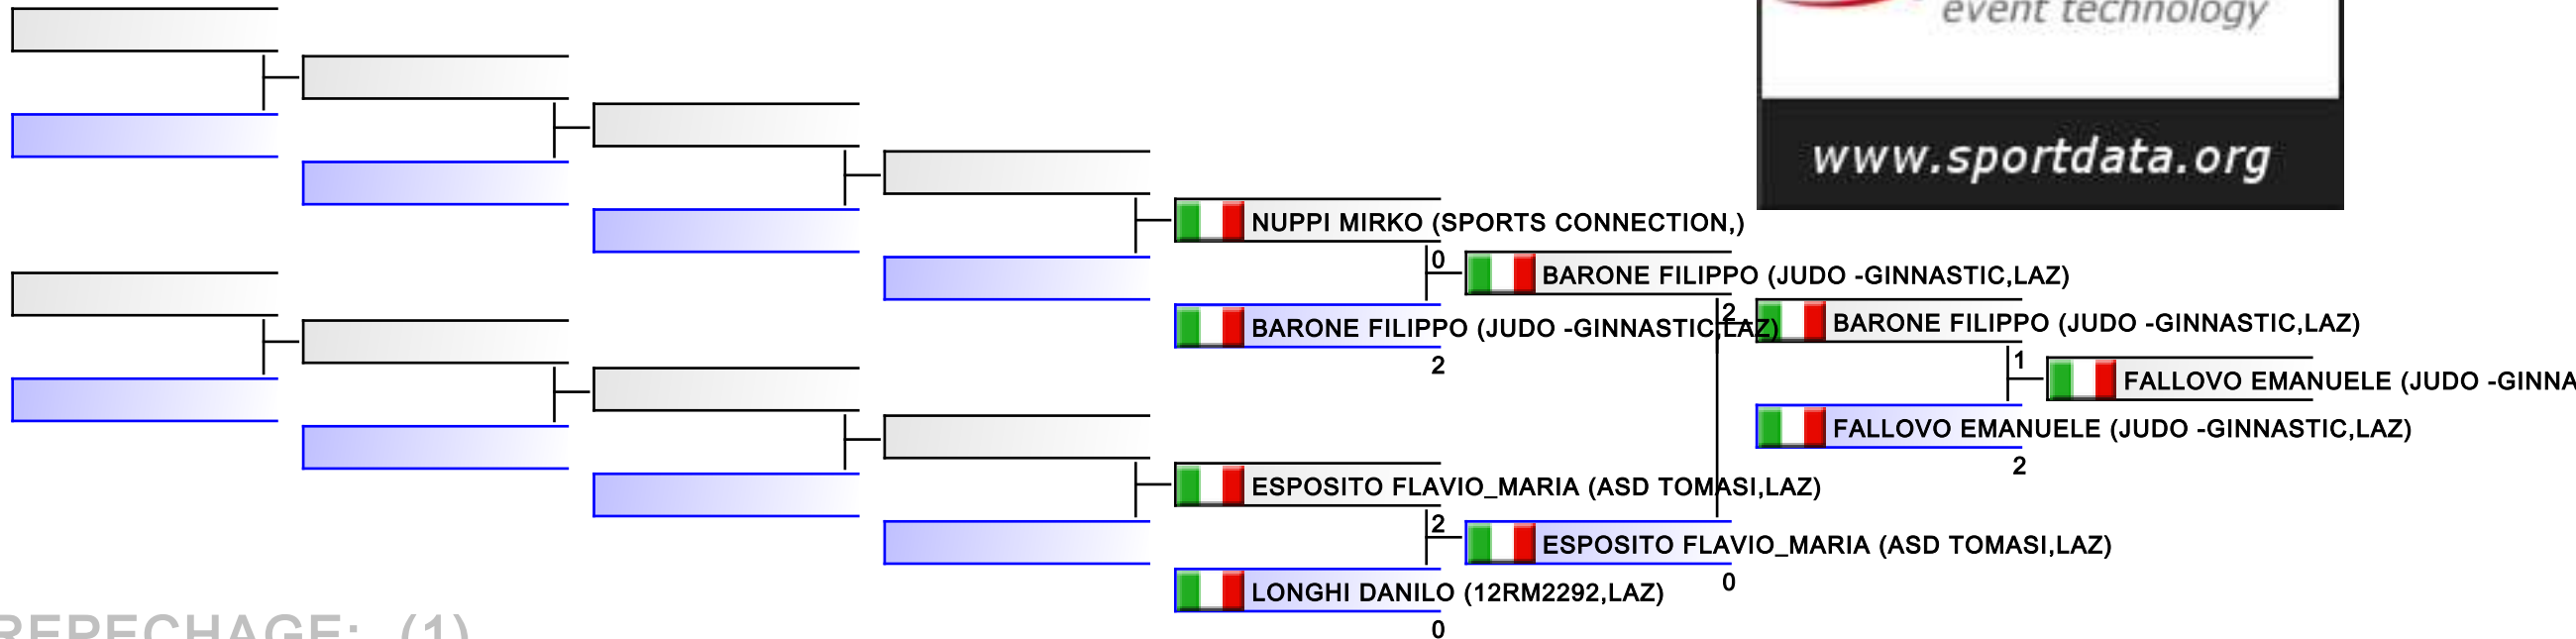 event technology
www.sportdata.org
NUPPI MIRKO (SPORTS CONNECTION,)
0
BARONE FILIPPO (JUDO -GINNASTIC,LAZ)
2
BARONE FILIPPO (JUDO -GINNASTIC,LAZ)
BARONE FILIPPO (JUDO -GINNASTIC,LAZ)
2
1
FALLOVO EMANUELE (JUDO -GINNA
FALLOVO EMANUELE (JUDO -GINNASTIC,LAZ)
2
ESPOSITO FLAVIO_MARIA (ASD TOMASI,LAZ)
2
ESPOSITO FLAVIO_MARIA (ASD TOMASI,LAZ)
0
LONGHI DANILO (12RM2292,LAZ)
0
REPECHAGE: (1)